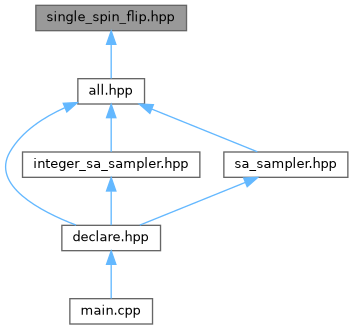 single_spin_flip.hpp
all.hpp
integer_sa_sampler.hpp
sa_sampler.hpp
declare.hpp
main.cpp